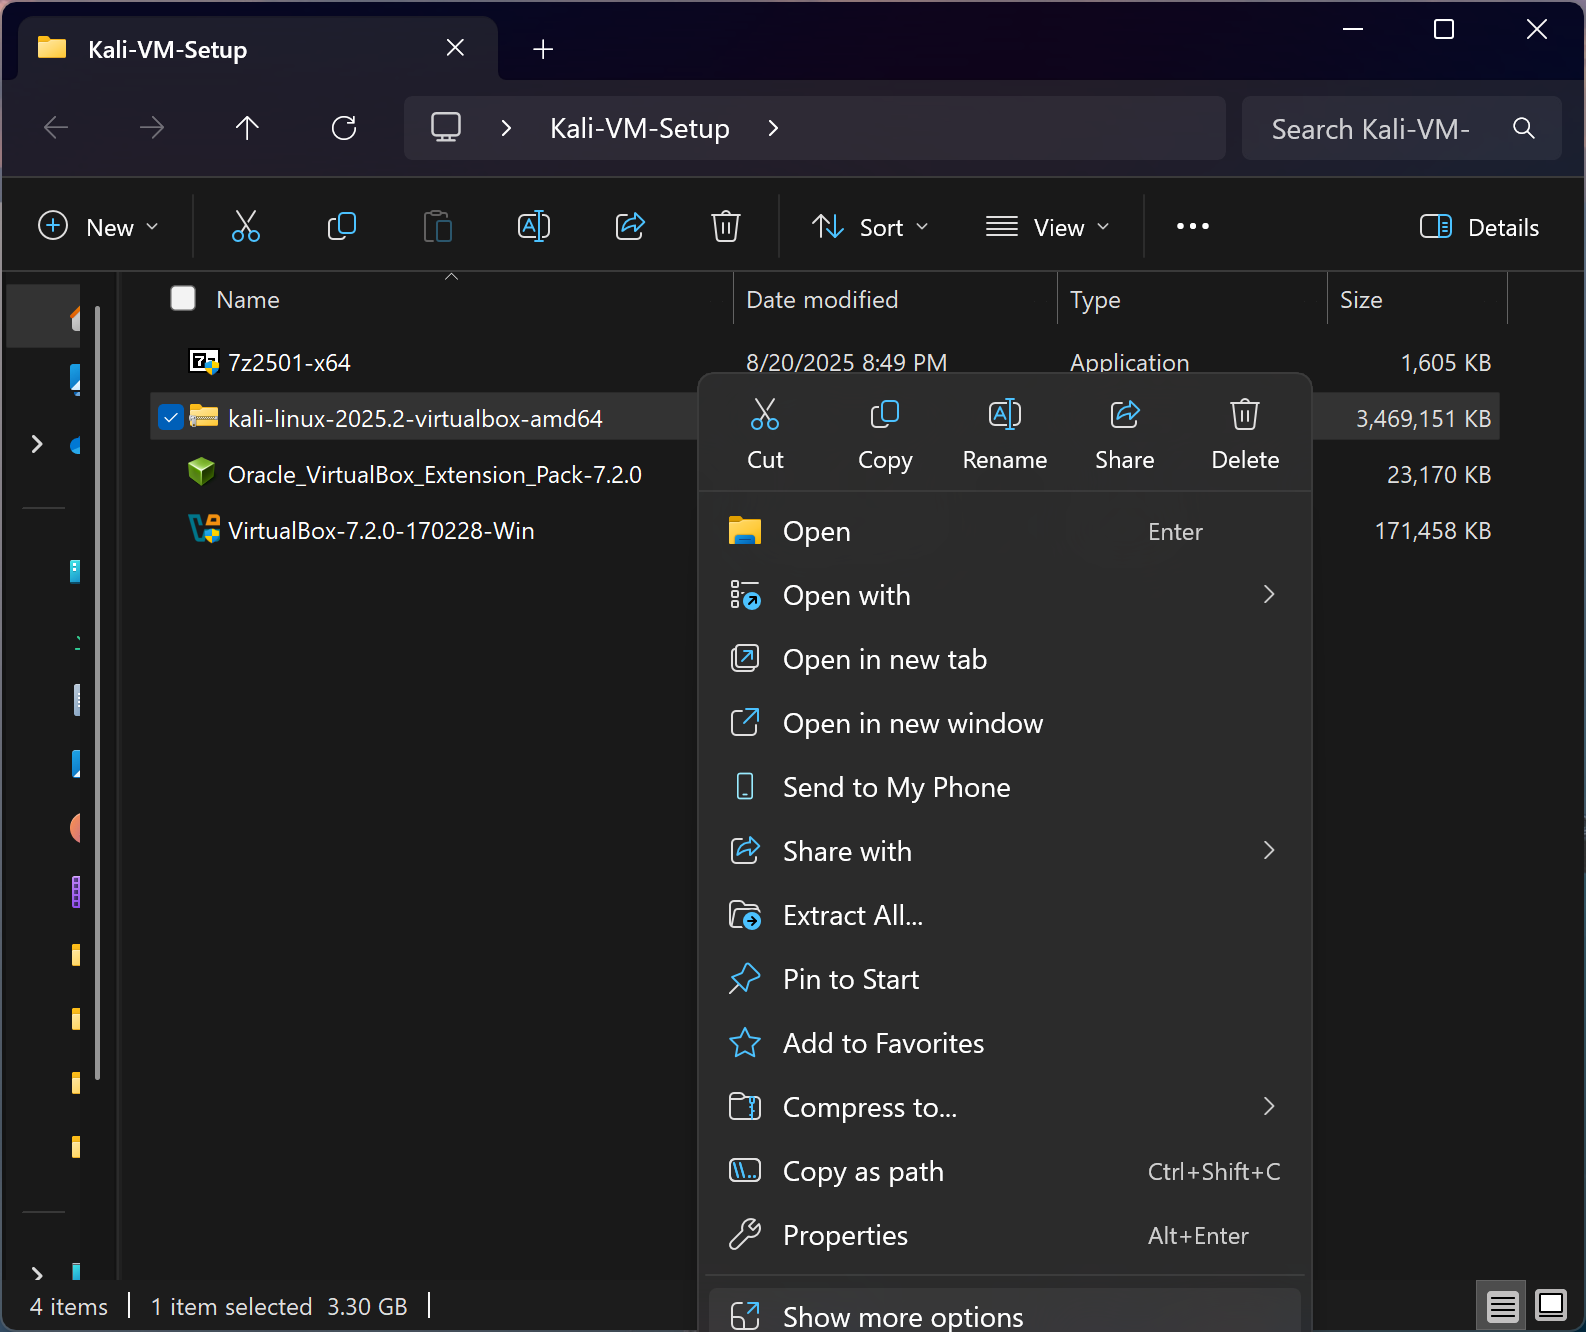 Kali-VM-Setup
Kali-VM-Setup
Search Kali-VM-
New
Sort
View
Details
Name Date modified Type Size
7z2501-x64 8/20/2025 8:49 PM Application 1,605 KB
kali-linux-2025.2-virtualbox-amd64 3,469,151 KB
Oracle_VirtualBox_Extension_Pack-7.2.0 23,170 KB
VirtualBox-7.2.0-170228-Win 171,458 KB
Cut Copy Rename Share Delete
Open Enter
Open with
Open in new tab
Open in new window
Send to My Phone
Share with
Extract All...
Pin to Start
Add to Favorites
Compress to...
Copy as path Ctrl+Shift+C
Properties Alt+Enter
Show more options
4 items 1 item selected 3.30 GB